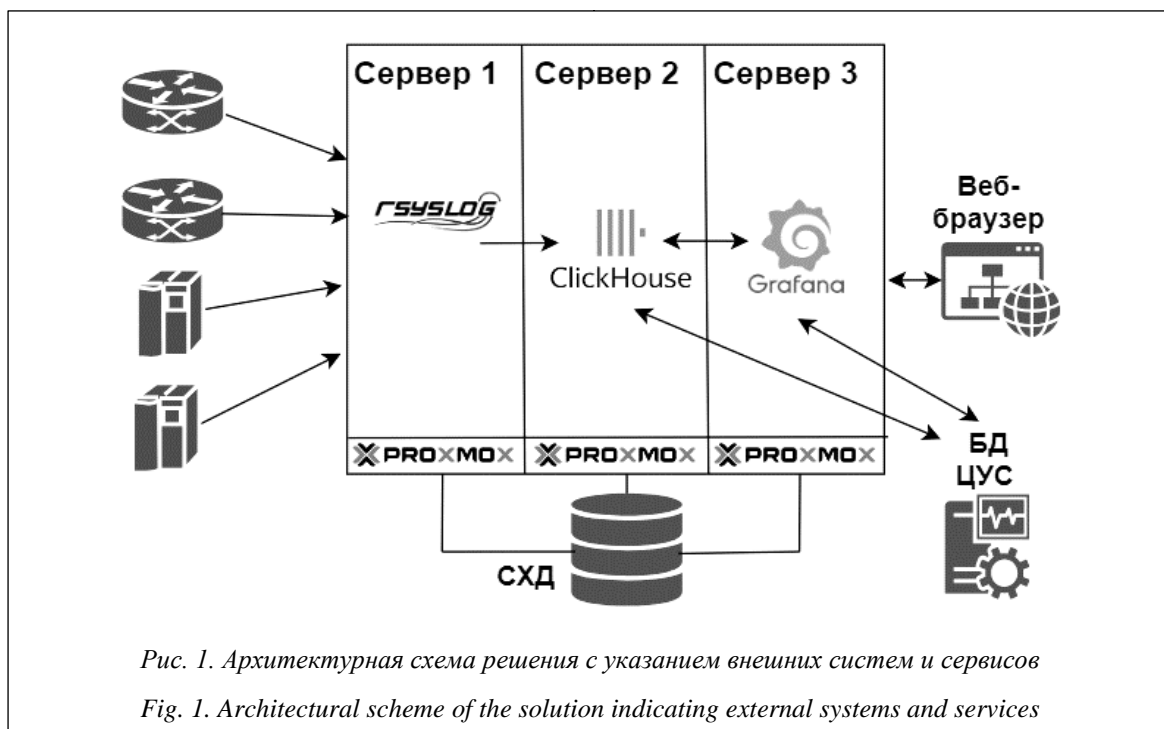 Сервер 1
Сервер 2
Сервер 3
RSYSLOG
ClickHouse
Grafana
Веб-
браузер
PROXMOX
PROXMOX
PROXMOX
БД
ЦУС
СХД
Рис. 1. Архитектурная схема решения с указанием внешних систем и сервисов
Fig. 1. Architectural scheme of the solution indicating external systems and services